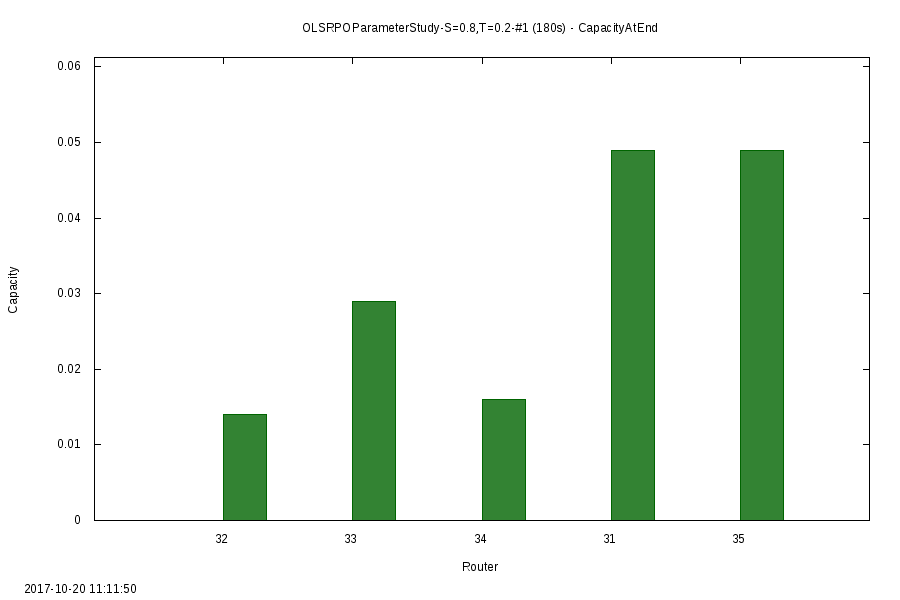 OLSRPOParameterStudy-S=0.8,T=0.2-#1 (180s) - CapacityAtEnd
0.06
0.05
0.04
0.03
0.02
0.01
0
Capacity
32 33 34 31 35
Router
2017-10-20 11:11:50